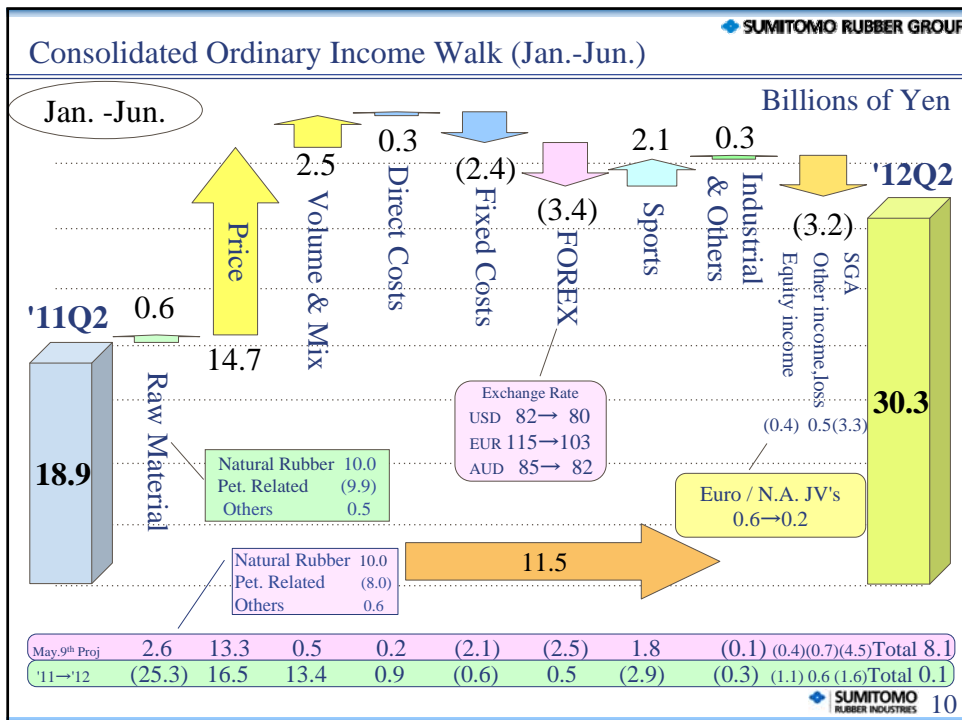 SUMITOMO RUBBER GROUP
Consolidated Ordinary Income Walk (Jan.-Jun.)
Jan. -Jun.
Billions of Yen
'11Q2
18.9
0.6
Raw Material
14.7
Price
2.5
Volume & Mix
0.3
Direct Costs
(2.4)
Fixed Costs
(3.4)
FOREX
2.1
Sports
0.3
Industrial
& Others
(3.2)
SGA
Other income,loss
Equity income
(0.4) 0.5(3.3)
'12Q2
30.3
Natural Rubber 10.0
Pet. Related (9.9)
Others 0.5
Exchange Rate
USD 82→ 80
EUR 115→103
AUD 85→ 82
Euro / N.A. JV's
0.6→0.2
Natural Rubber 10.0
Pet. Related (8.0)
Others 0.6
11.5
May.9th Proj 2.6 13.3 0.5 0.2 (2.1) (2.5) 1.8 (0.1) (0.4)(0.7)(4.5)Total 8.1
'11→'12 (25.3) 16.5 13.4 0.9 (0.6) 0.5 (2.9) (0.3) (1.1) 0.6 (1.6)Total 0.1
SUMITOMO
RUBBER INDUSTRIES
10